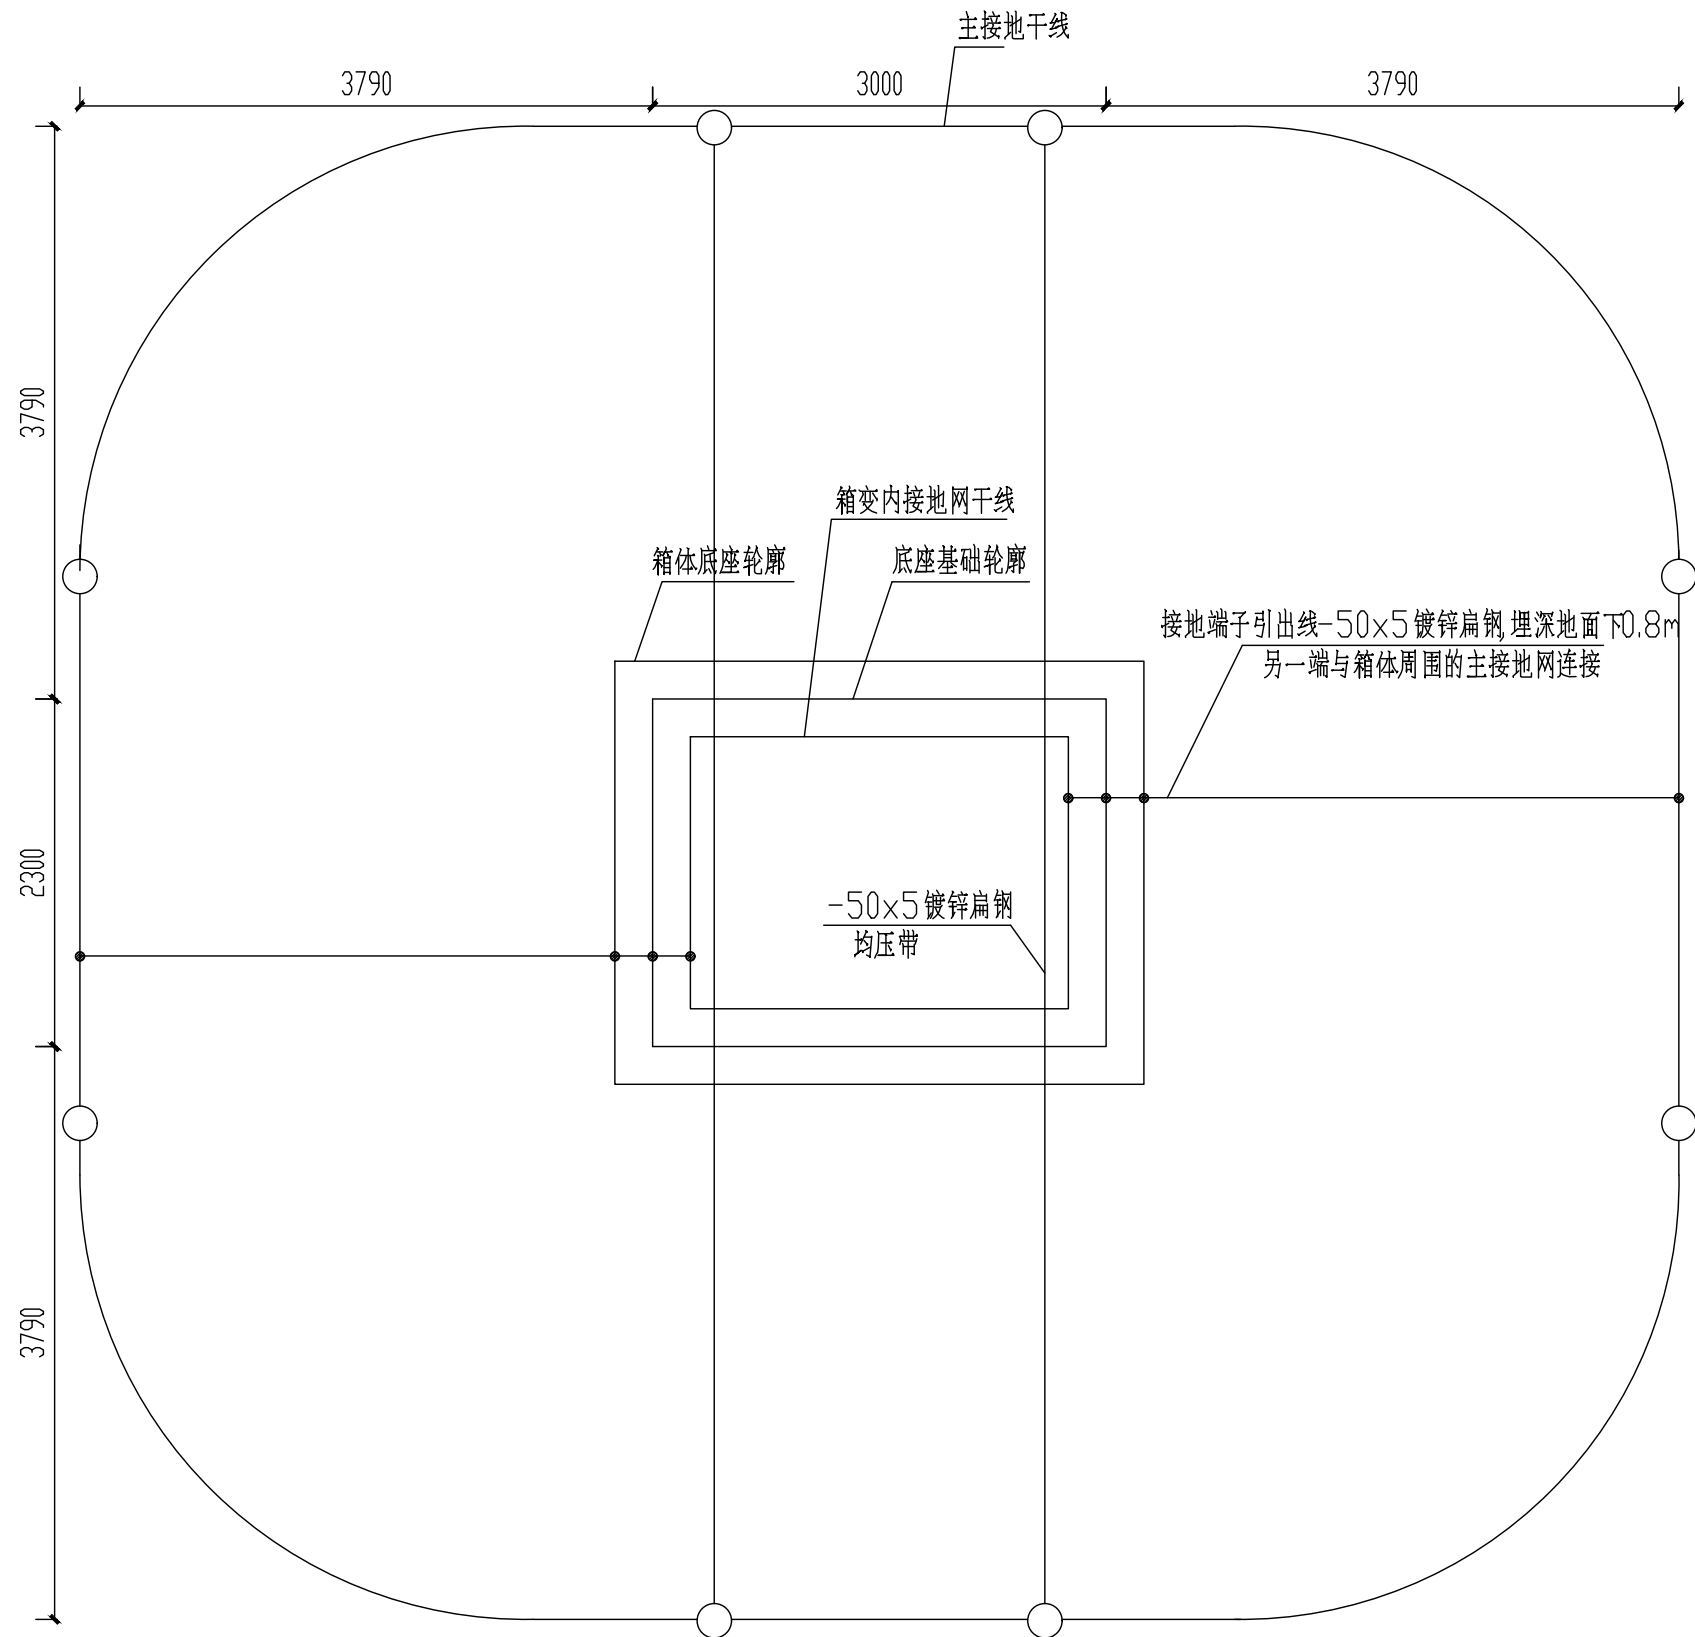 主接地干线
3790
3000
3790
3790
箱变内接地网干线
箱体底座轮廓
底座基础轮廓
接地端子引出线-50x5镀锌扁钢,埋深地面下0.8m
另一端与箱体周围的主接地网连接
2300
-50x5镀锌扁钢
均压带
3790